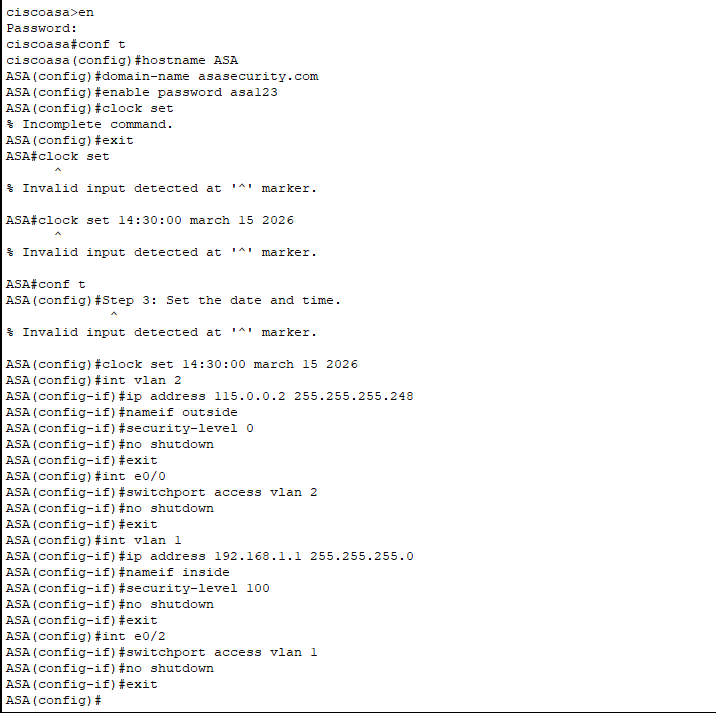 ciscoasa>en
Password:
ciscoasa#conf t
ciscoasa(config)#hostname ASA
ASA(config)#domain-name asasecurity.com
ASA(config)#enable password asa123
ASA(config)#clock set
% Incomplete command.
ASA(config)#exit
ASA#clock set
^
% Invalid input detected at '^' marker.
ASA#clock set 14:30:00 march 15 2026
^
% Invalid input detected at '^' marker.
ASA#conf t
ASA(config)#Step 3: Set the date and time.
^
% Invalid input detected at '^' marker.
ASA(config)#clock set 14:30:00 march 15 2026
ASA(config)#int vlan 2
ASA(config-if)#ip address 115.0.0.2 255.255.255.248
ASA(config-if)#nameif outside
ASA(config-if)#security-level 0
ASA(config-if)#no shutdown
ASA(config-if)#exit
ASA(config)#int e0/0
ASA(config-if)#switchport access vlan 2
ASA(config-if)#no shutdown
ASA(config-if)#exit
ASA(config)#int vlan 1
ASA(config-if)#ip address 192.168.1.1 255.255.255.0
ASA(config-if)#nameif inside
ASA(config-if)#security-level 100
ASA(config-if)#no shutdown
ASA(config-if)#exit
ASA(config)#int e0/2
ASA(config-if)#switchport access vlan 1
ASA(config-if)#no shutdown
ASA(config-if)#exit
ASA(config)#